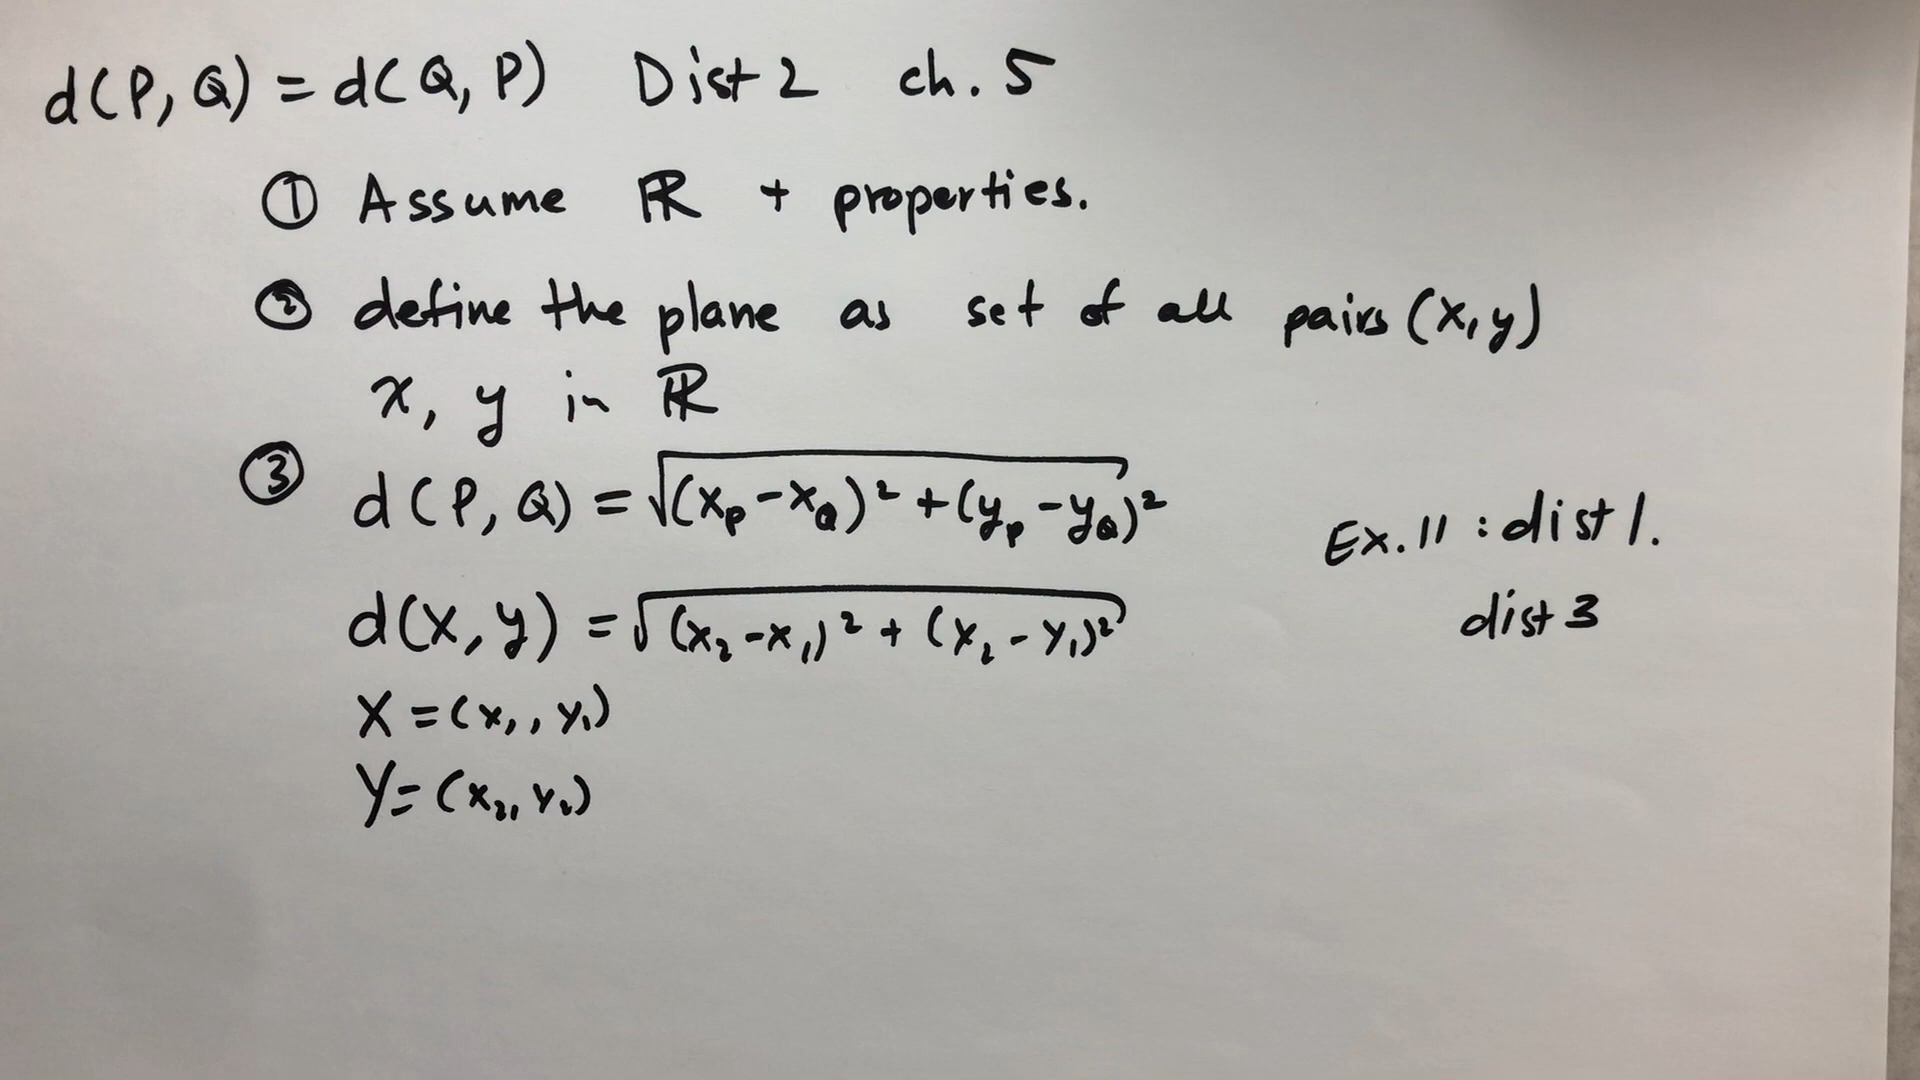 d(P, Q) = d(Q, P) Dist 2 ch. 5
① Assume ℝ + properties.
② define the plane as set of all pairs (x, y)
x, y in ℝ
③ d(P, Q) = √(x_P - x_Q)² + (y_P - y_Q)²
Ex. 11 : dist 1.
d(X, y) = √(x₂ - x₁)² + (x₂ - y₁)²
dist 3
X = (x₁, y₁)
Y = (x₂, y₂)